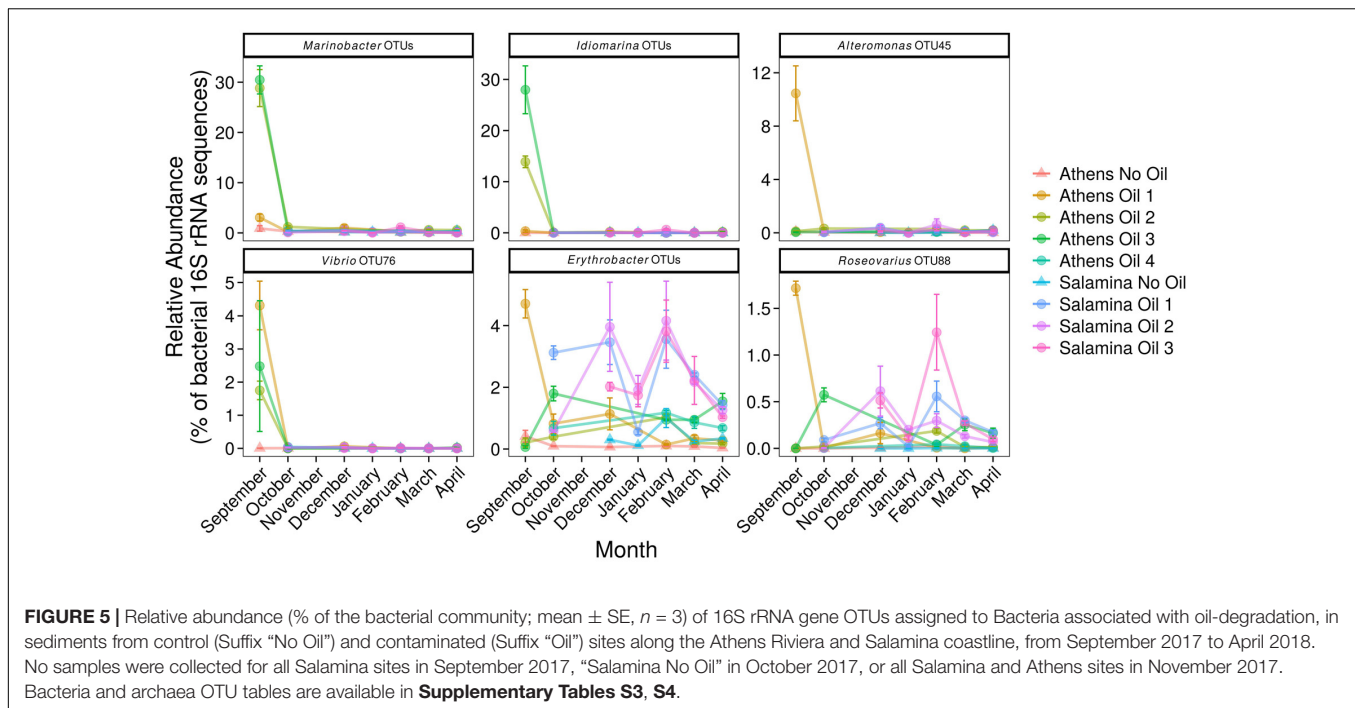 Marinobacter OTUs
Idiomarina OTUs
Alteromonas OTU45
30
20
10
0
30
20
10
0
12
8
4
0
Vibrio OTU76
Erythrobacter OTUs
Roseovarius OTU88
5
4
3
2
1
0
4
2
0
1.5
1.0
0.5
0.0
Relative Abundance
(% of bacterial 16S rRNA sequences)
September
October
November
December
January
February
March
April
September
October
November
December
January
February
March
April
September
October
November
December
January
February
March
April
Month
Athens No Oil
Athens Oil 1
Athens Oil 2
Athens Oil 3
Athens Oil 4
Salamina No Oil
Salamina Oil 1
Salamina Oil 2
Salamina Oil 3
FIGURE 5 | Relative abundance (% of the bacterial community; mean ± SE, n = 3) of 16S rRNA gene OTUs assigned to Bacteria associated with oil-degradation, in
sediments from control (Suffix “No Oil”) and contaminated (Suffix “Oil”) sites along the Athens Riviera and Salamina coastline, from September 2017 to April 2018.
No samples were collected for all Salamina sites in September 2017, “Salamina No Oil” in October 2017, or all Salamina and Athens sites in November 2017.
Bacteria and archaea OTU tables are available in Supplementary Tables S3, S4.